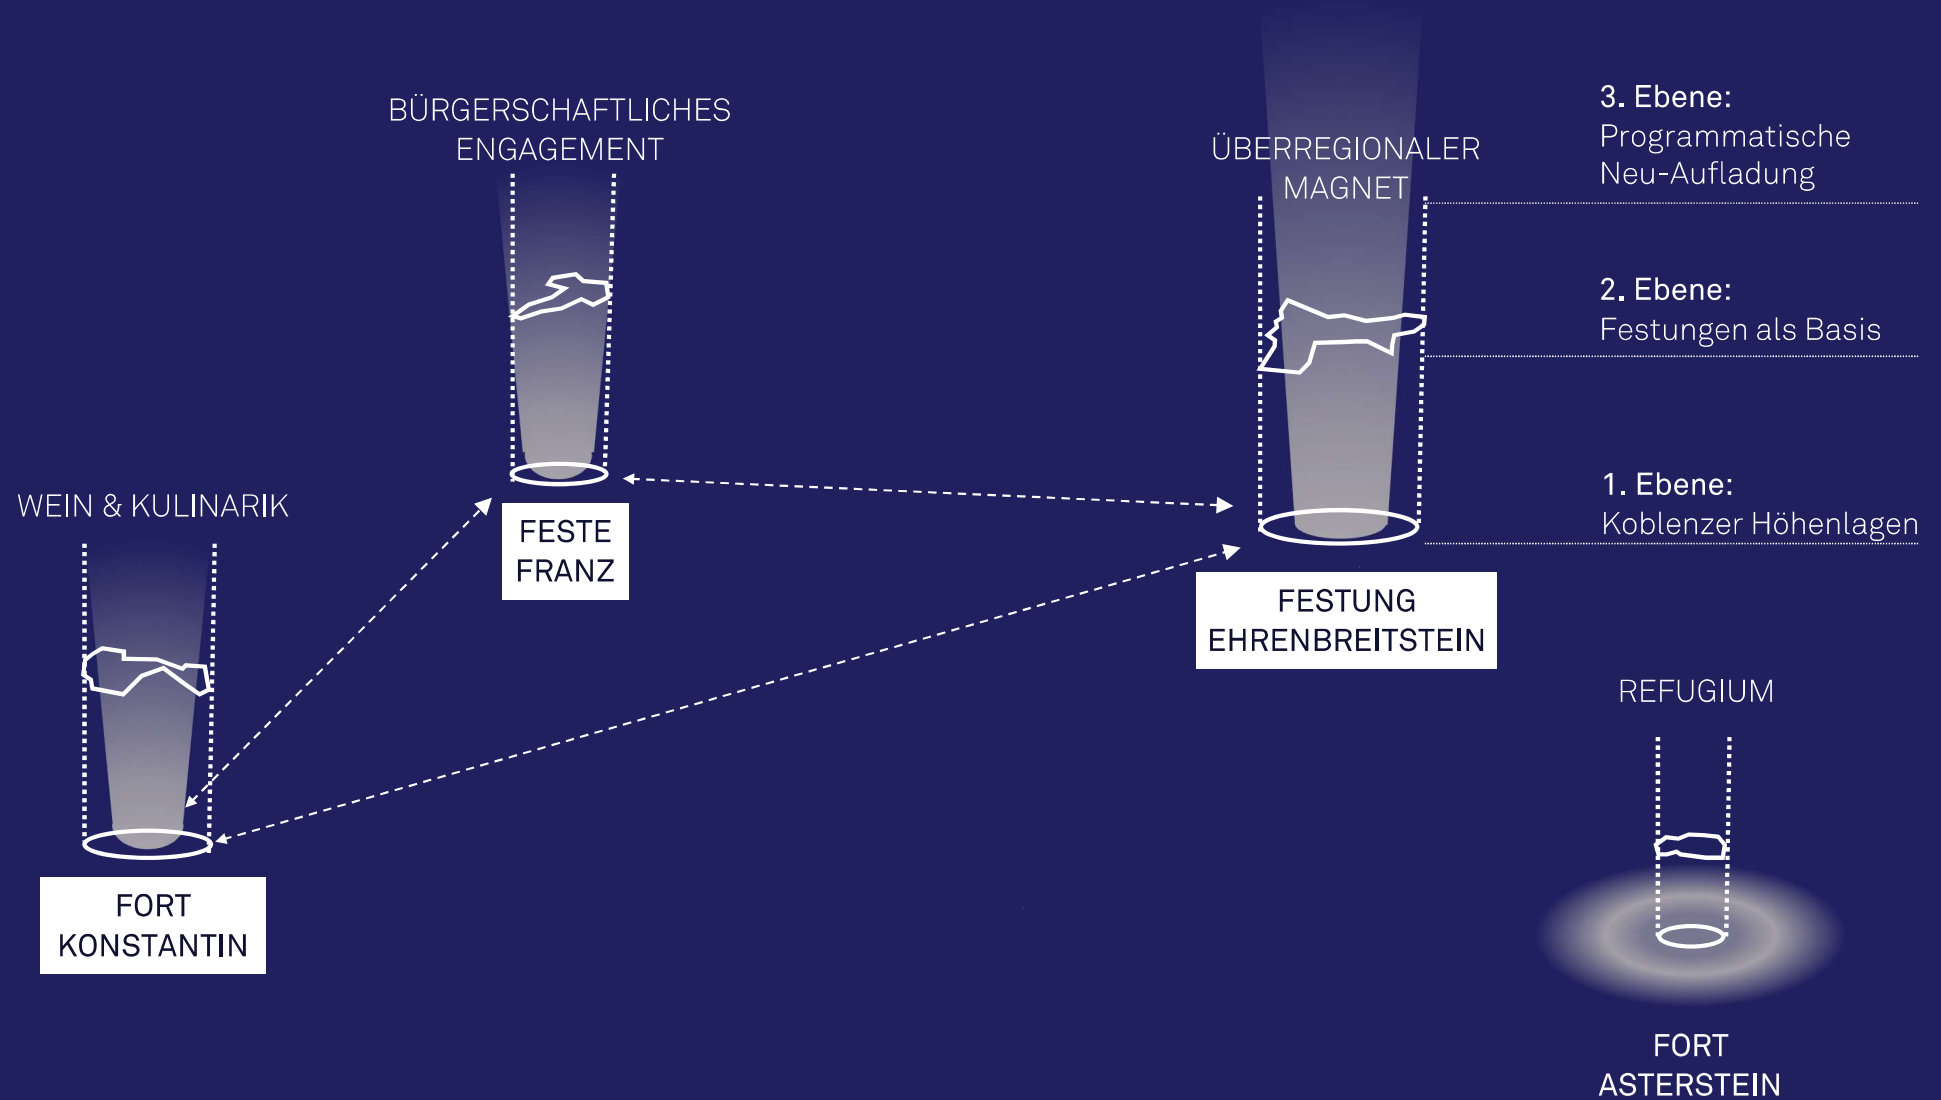 BÜRGERSCHAFTLICHES
ENGAGEMENT
ÜBERREGIONALER
MAGNET
3. Ebene:
Programmatische
Neu-Aufladung
2. Ebene:
Festungen als Basis
1. Ebene:
Koblenzer Höhenlagen
WEIN & KULINARIK
FESTE
FRANZ
FESTUNG
EHRENBREITSTEIN
REFUGIUM
FORT
KONSTANTIN
FORT
ASTERSTEIN